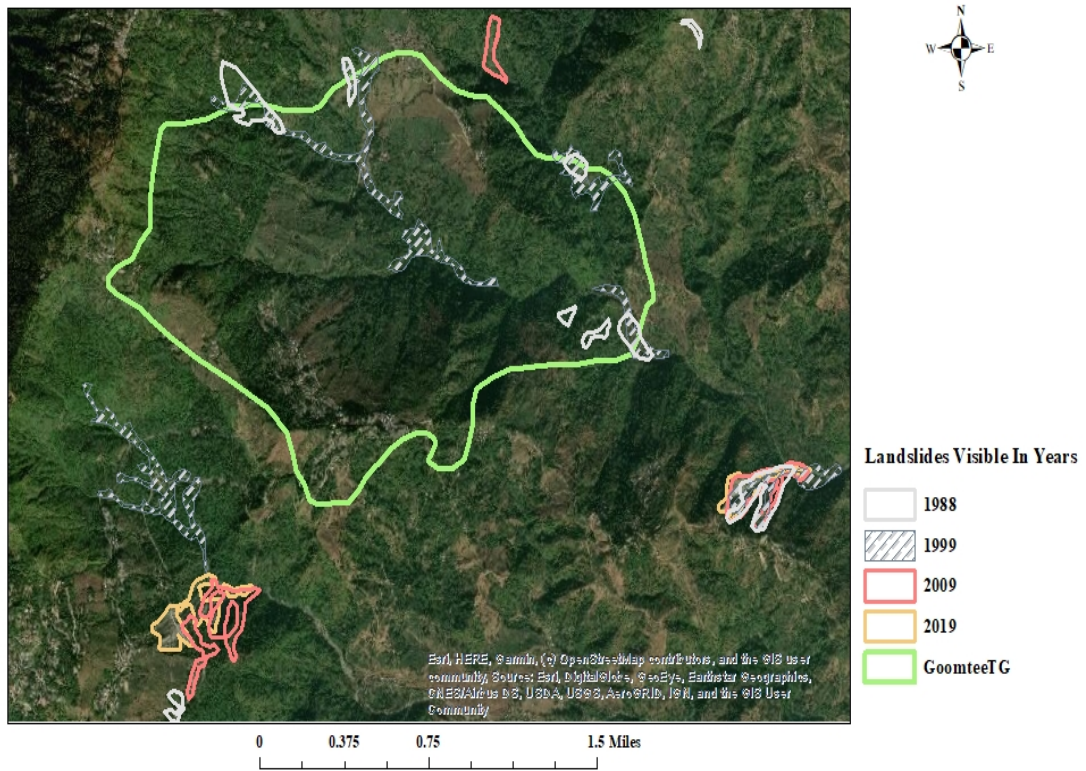 N
W E
S
Landslides Visible In Years
1988
1999
2009
2019
GoomteeTG
Esri, HERE, Garmin, (c) OpenStreetMap contributors, and the GIS user
community, Source: Esri, DigitalGlobe, GeoEye, Earthstar Geographics,
CNES/Airbus DS, USDA, USGS, AeroGRID, IGN, and the GIS User
Community
0 0.375 0.75 1.5 Miles